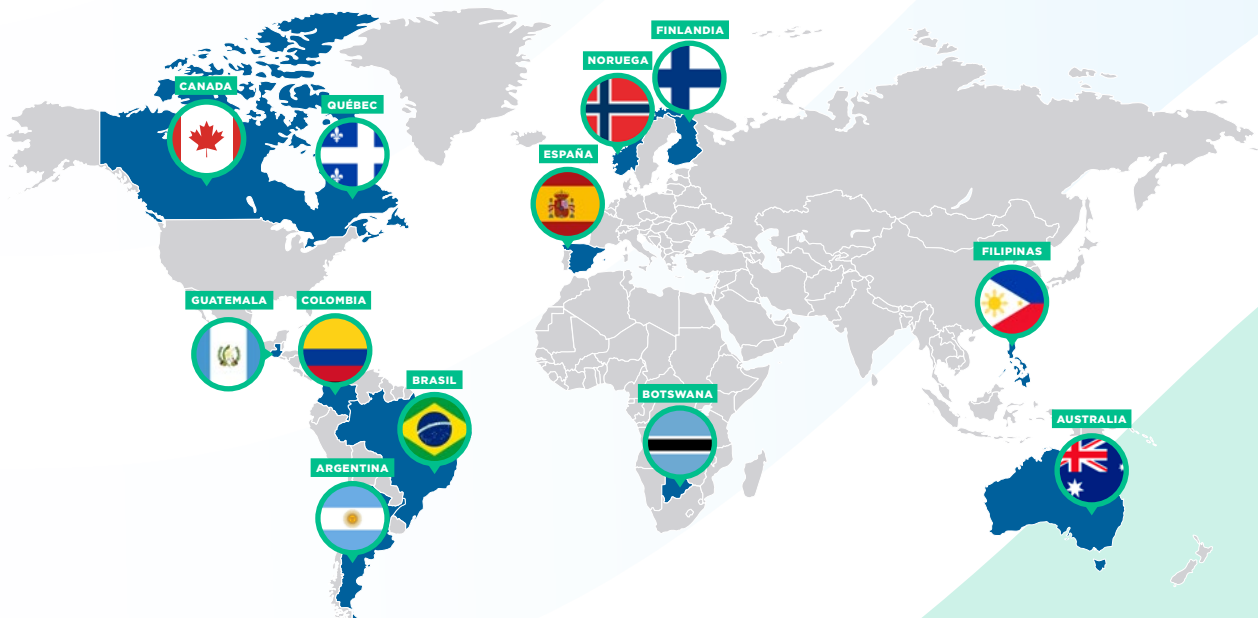 FINLANDIA
NORUEGA
CANADA
QUÉBEC
ESPAÑA
FILIPINAS
GUATEMALA
COLOMBIA
BRASIL
BOTSWANA
AUSTRALIA
ARGENTINA